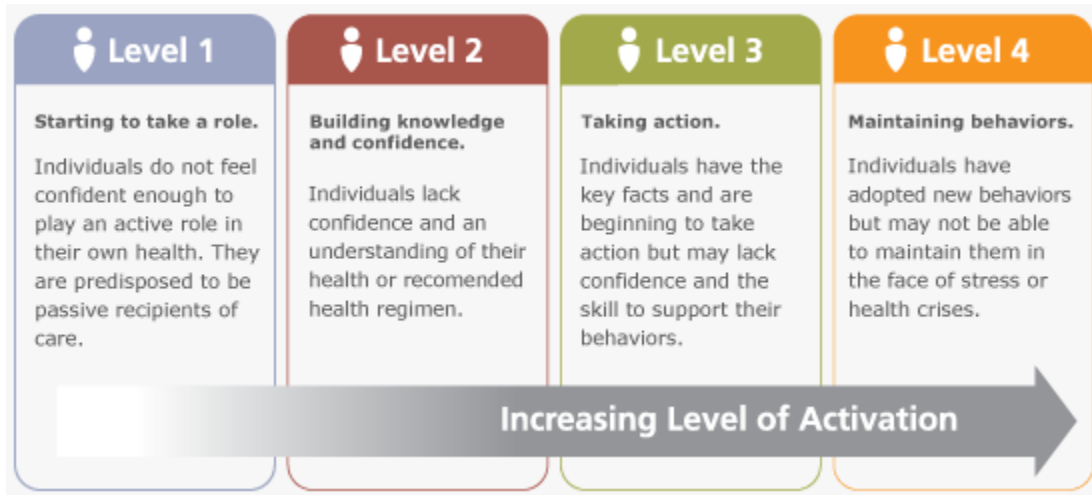 Level 1
Starting to take a role.
Individuals do not feel
confident enough to
play an active role in
their own health. They
are predisposed to be
passive recipients of
care.
Level 2
Building knowledge
and confidence.
Individuals lack
confidence and an
understanding of their
health or recomended
health regimen.
Level 3
Taking action.
Individuals have the
key facts and are
beginning to take
action but may lack
confidence and the
skill to support their
behaviors.
Level 4
Maintaining behaviors.
Individuals have
adopted new behaviors
but may not be able
to maintain them in
the face of stress or
health crises.
Increasing Level of Activation